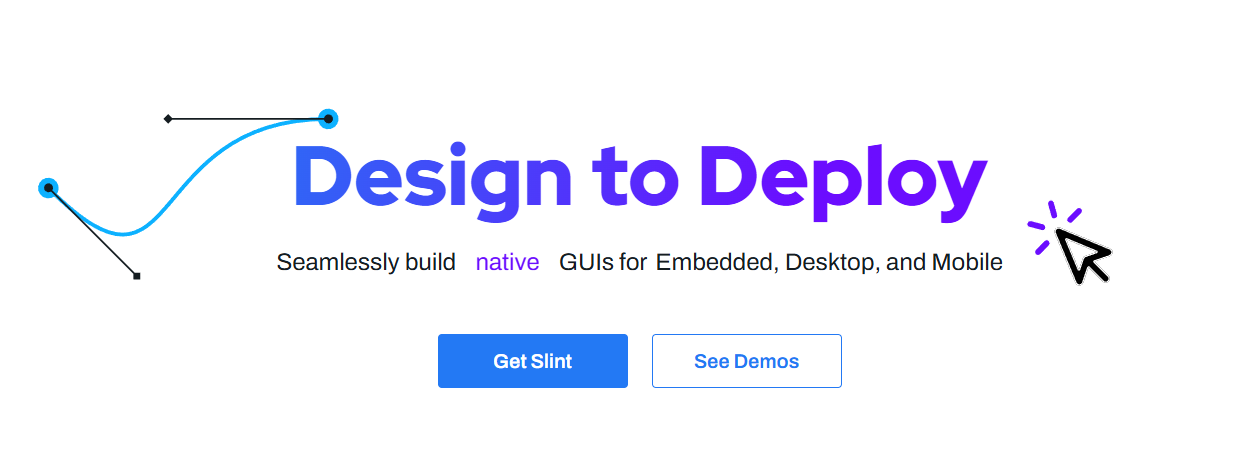 Design to Deploy
Seamlessly build native GUIs for Embedded, Desktop, and Mobile
Get Slint
See Demos